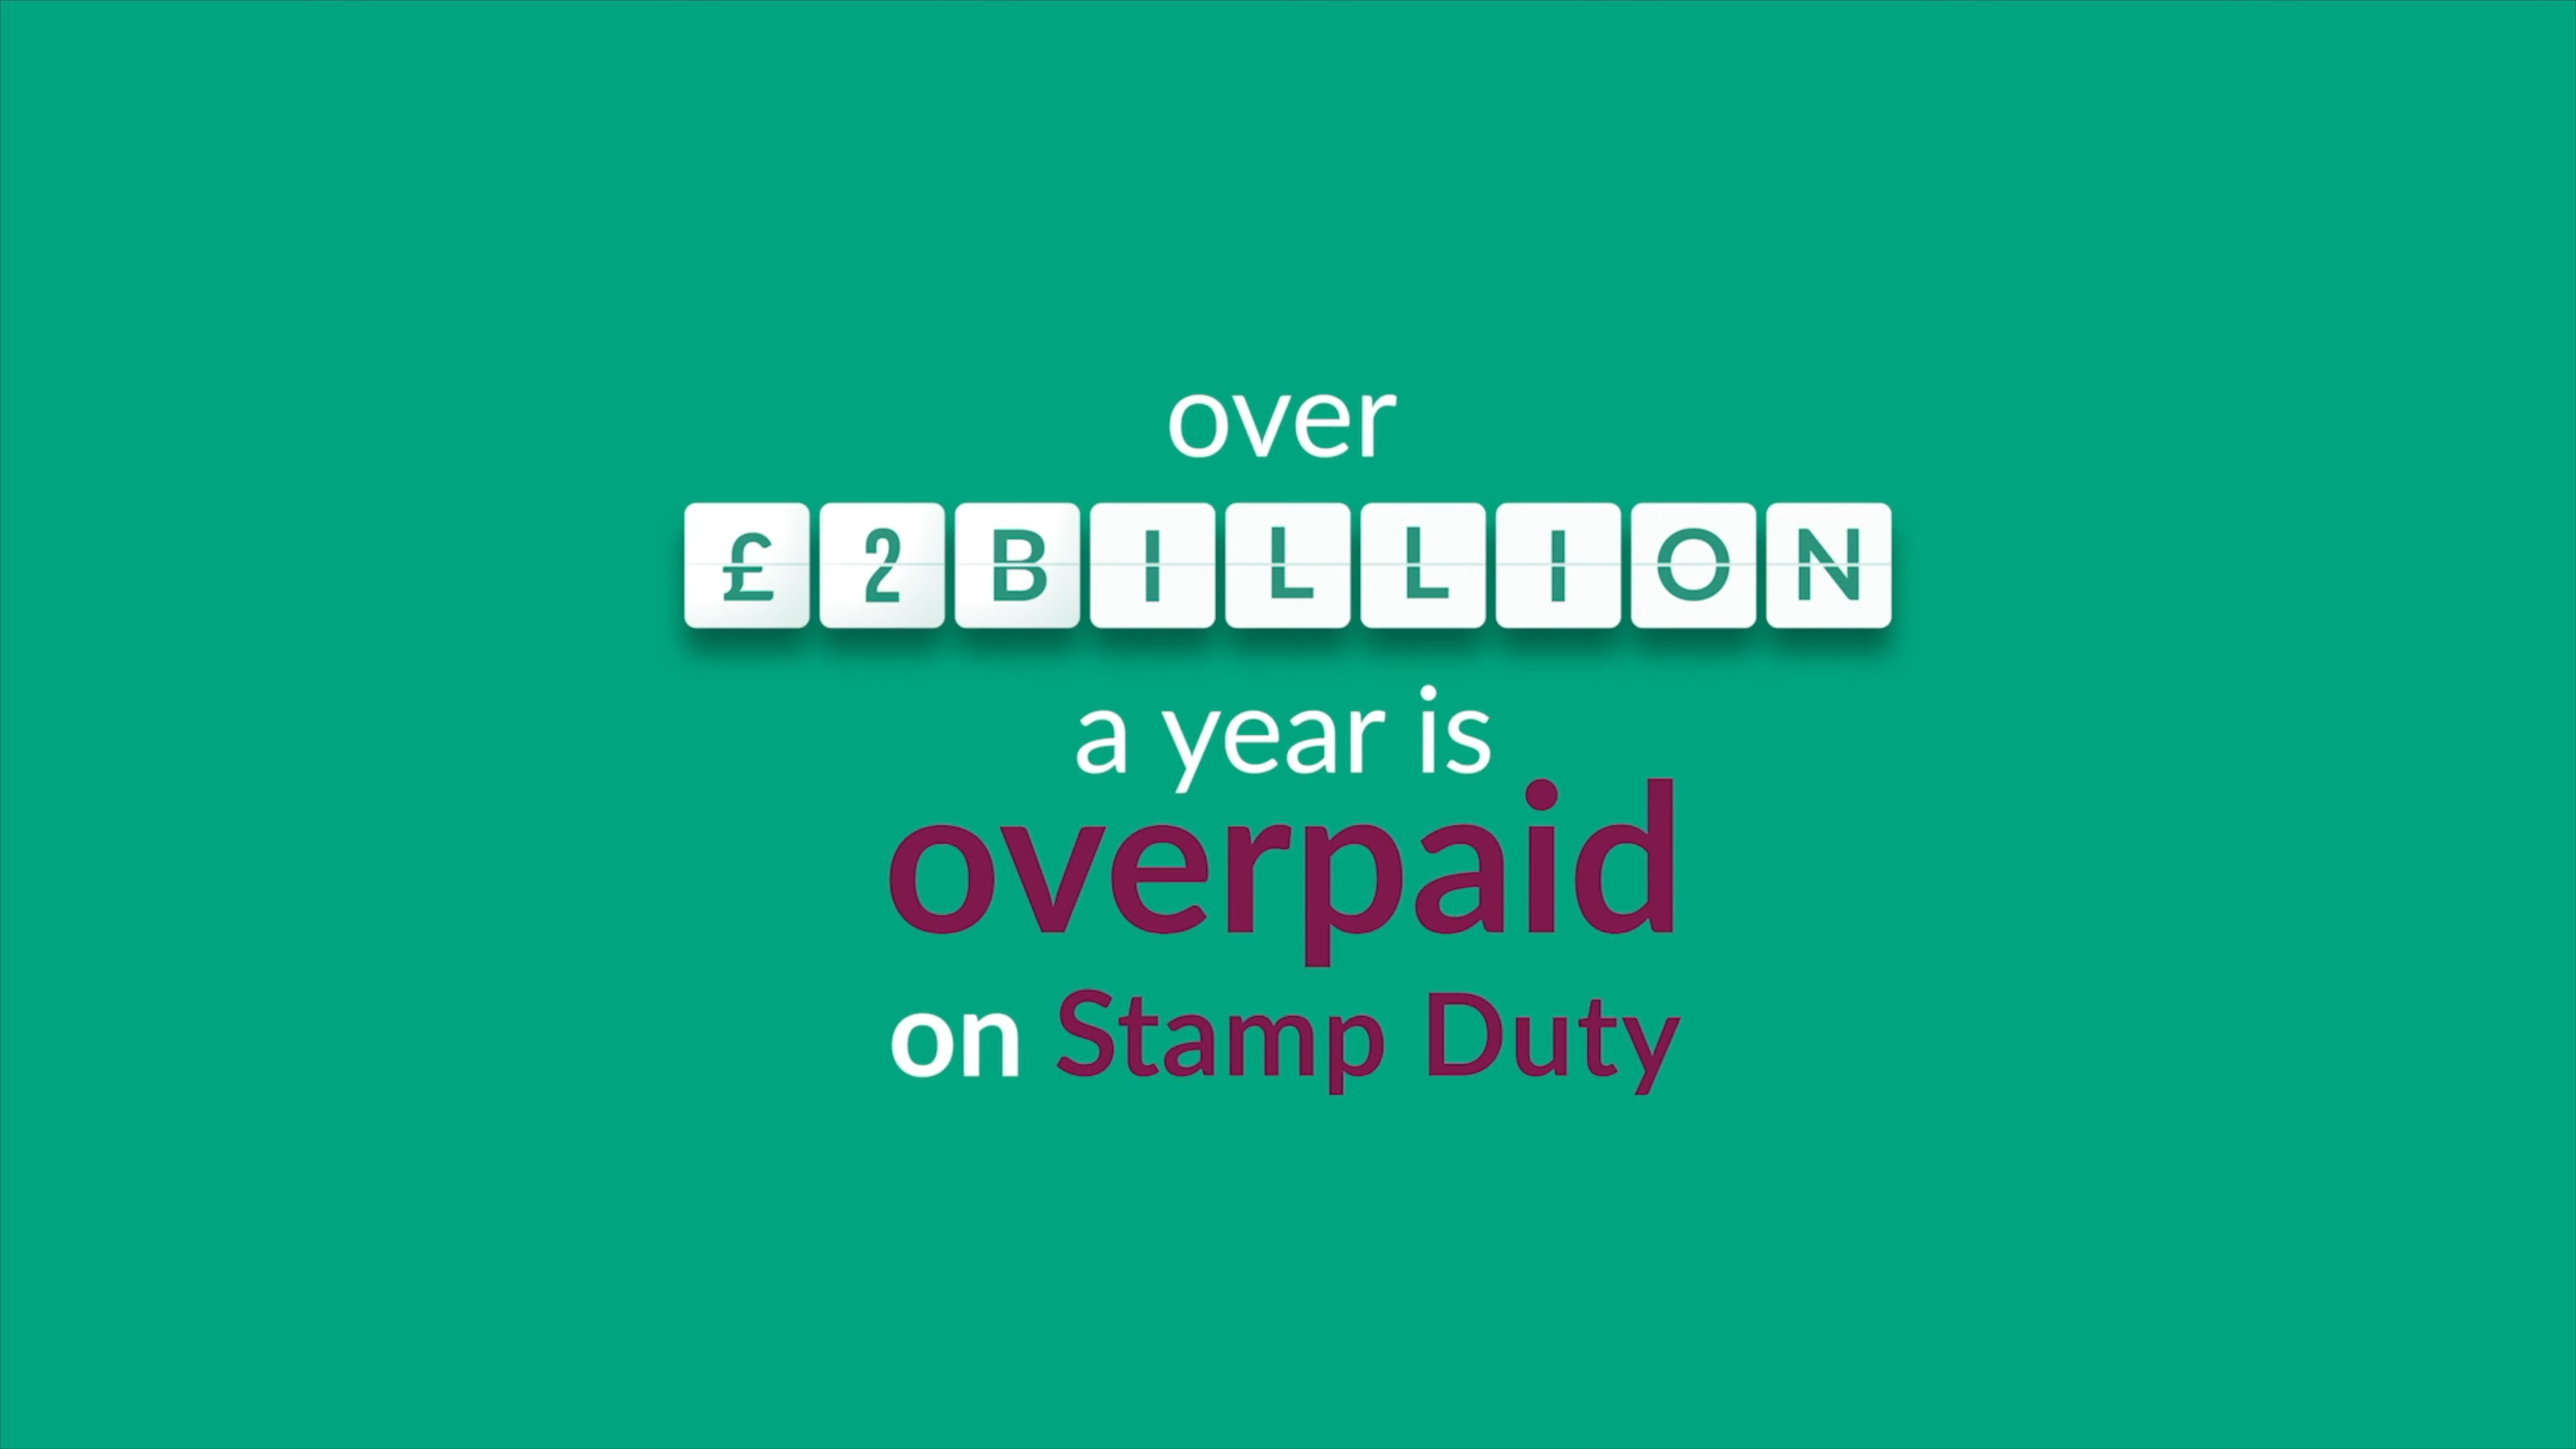 over
£2BILLION
a year is
overpaid
on Stamp Duty